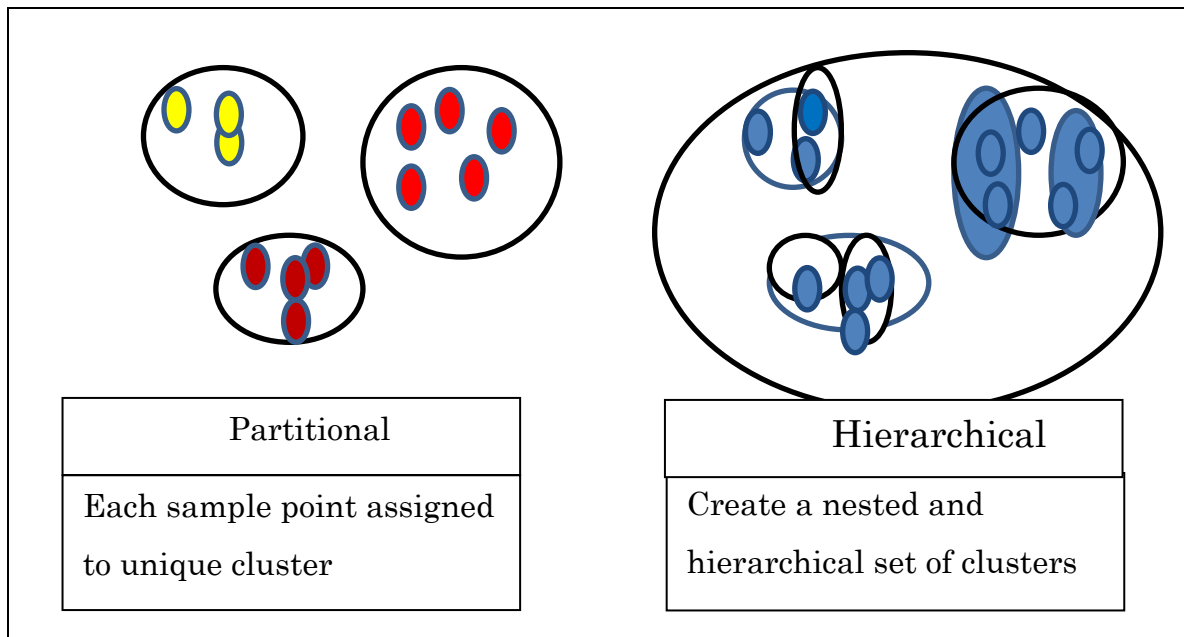 Partitional
Each sample point assigned
to unique cluster
Hierarchical
Create a nested and
hierarchical set of clusters